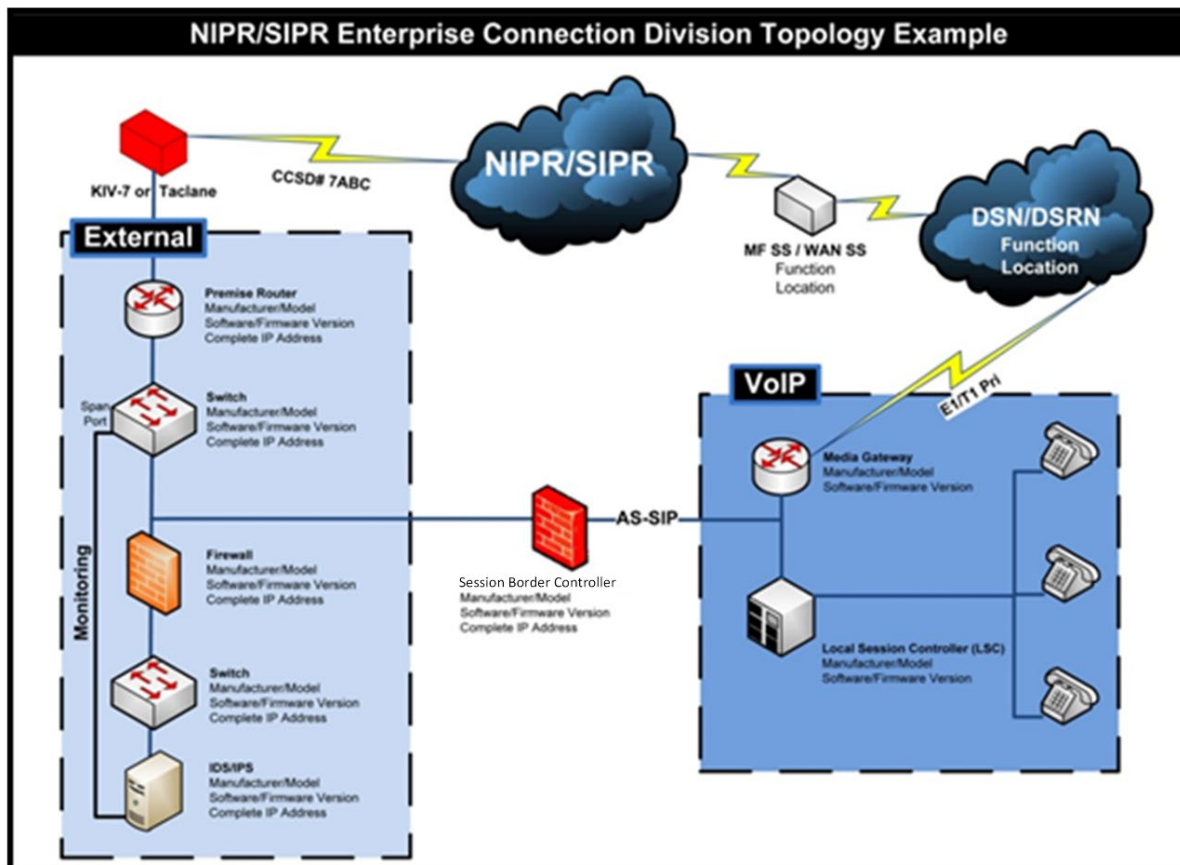 NIPR/SIPR Enterprise Connection Division Topology Example
KIV-7 or Taclane
CCSD# 7ABC
NIPR/SIPR
MF SS / WAN SS
Function
Location
DSN/DSRN
Function
Location
External
Premise Router
Manufacturer/Model
Software/Firmware Version
Complete IP Address
Span
Port
Switch
Manufacturer/Model
Software/Firmware Version
Complete IP Address
Monitoring
Firewall
Manufacturer/Model
Software/Firmware Version
Complete IP Address
Switch
Manufacturer/Model
Software/Firmware Version
Complete IP Address
IDS/IPS
Manufacturer/Model
Software/Firmware Version
Complete IP Address
Session Border Controller
Manufacturer/Model
Software/Firmware Version
Complete IP Address
AS-SIP
E1/T1 Pri
VoIP
Media Gateway
Manufacturer/Model
Software/Firmware Version
Local Session Controller (LSC)
Manufacturer/Model
Software/Firmware Version